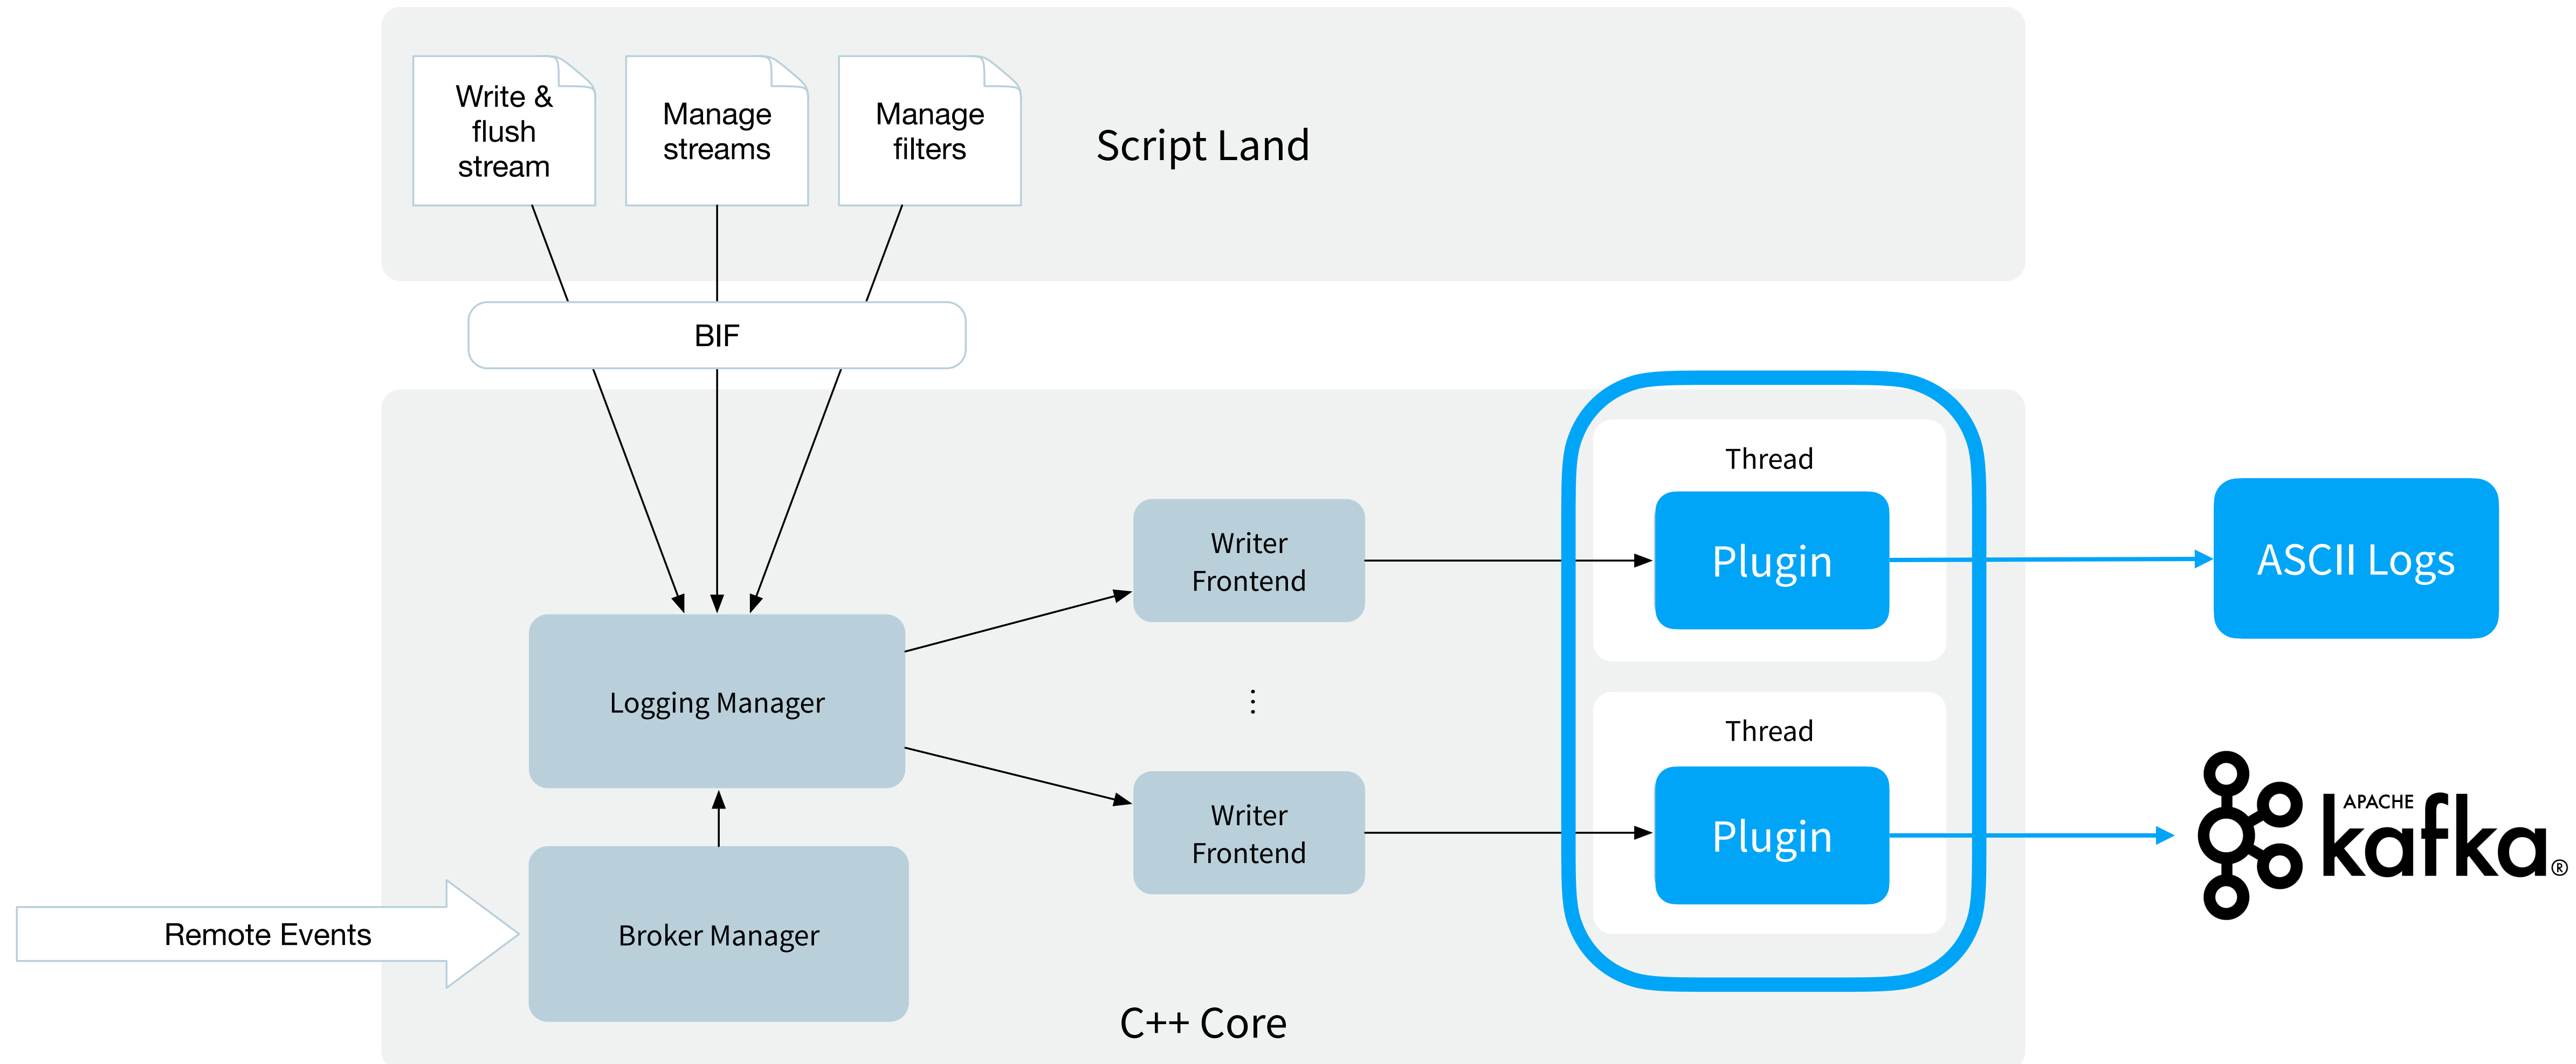 Write &
flush
stream
Manage
streams
Manage
filters
Script Land
BIF
Thread
Plugin
Writer
Frontend
ASCII Logs
Logging Manager
⋮
Thread
Plugin
Writer
Frontend
APACHE
kafka®
Remote Events
Broker Manager
C++ Core